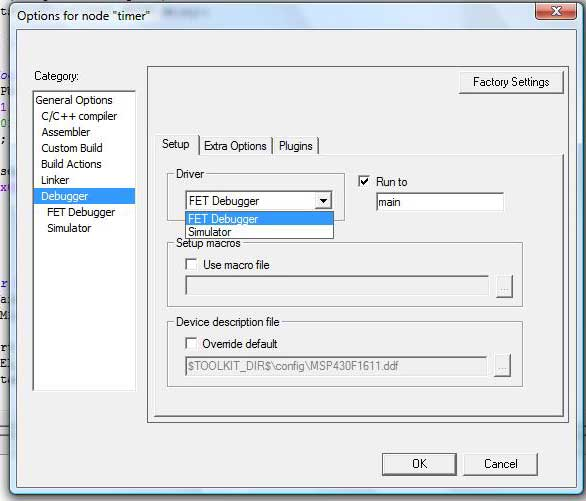 Options for node "timer"
Category:
General Options
C/C++ compiler
Assembler
Custom Build
Build Actions
Linker
Debugger
FET Debugger
Simulator
Factory Settings
Setup
Extra Options
Plugins
Driver
FET Debugger
FET Debugger
Simulator
Run to
main
Setup macros
Use macro file
...
Device description file
Override default
$TOOLKIT_DIR$\config\MSP430F1611.ddf
...
OK
Cancel